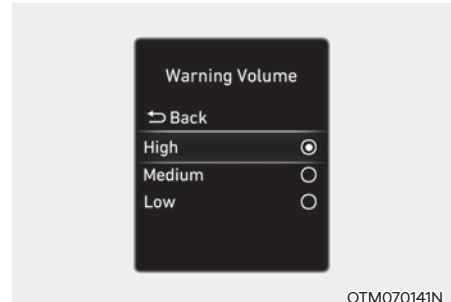 Warning Volume
Back
High
Medium
Low
OTM070141N